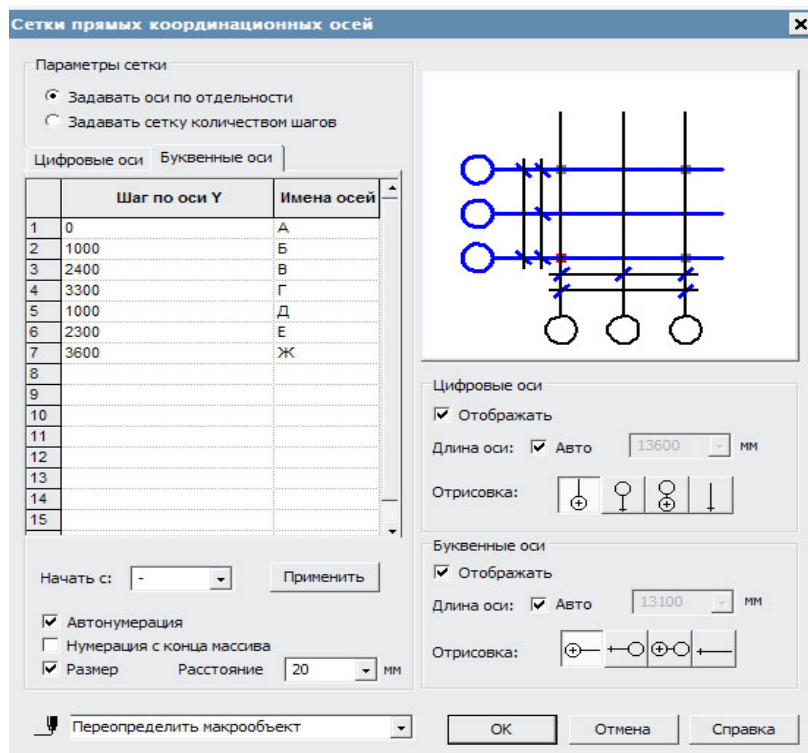 Сетки прямых координационных осей
Параметры сетки
Задавать оси по отдельности
Задавать сетку количеством шагов
Цифровые оси Буквенные оси
Шаг по оси Y Имена осей
1 0 А
2 1000 Б
3 2400 В
4 3300 Г
5 1000 Д
6 2300 Е
7 3600 Ж
8
9
10
11
12
13
14
15
Начать с: - Применить
Автонумерация
Нумерация с конца массива
Размер Расстояние 20 мм
Цифровые оси
Отображать
Длина оси: Авто 13600 мм
Отрисовка:
Буквенные оси
Отображать
Длина оси: Авто 13100 мм
Отрисовка:
Переопределить макрообъект
ОК Отмена Справка